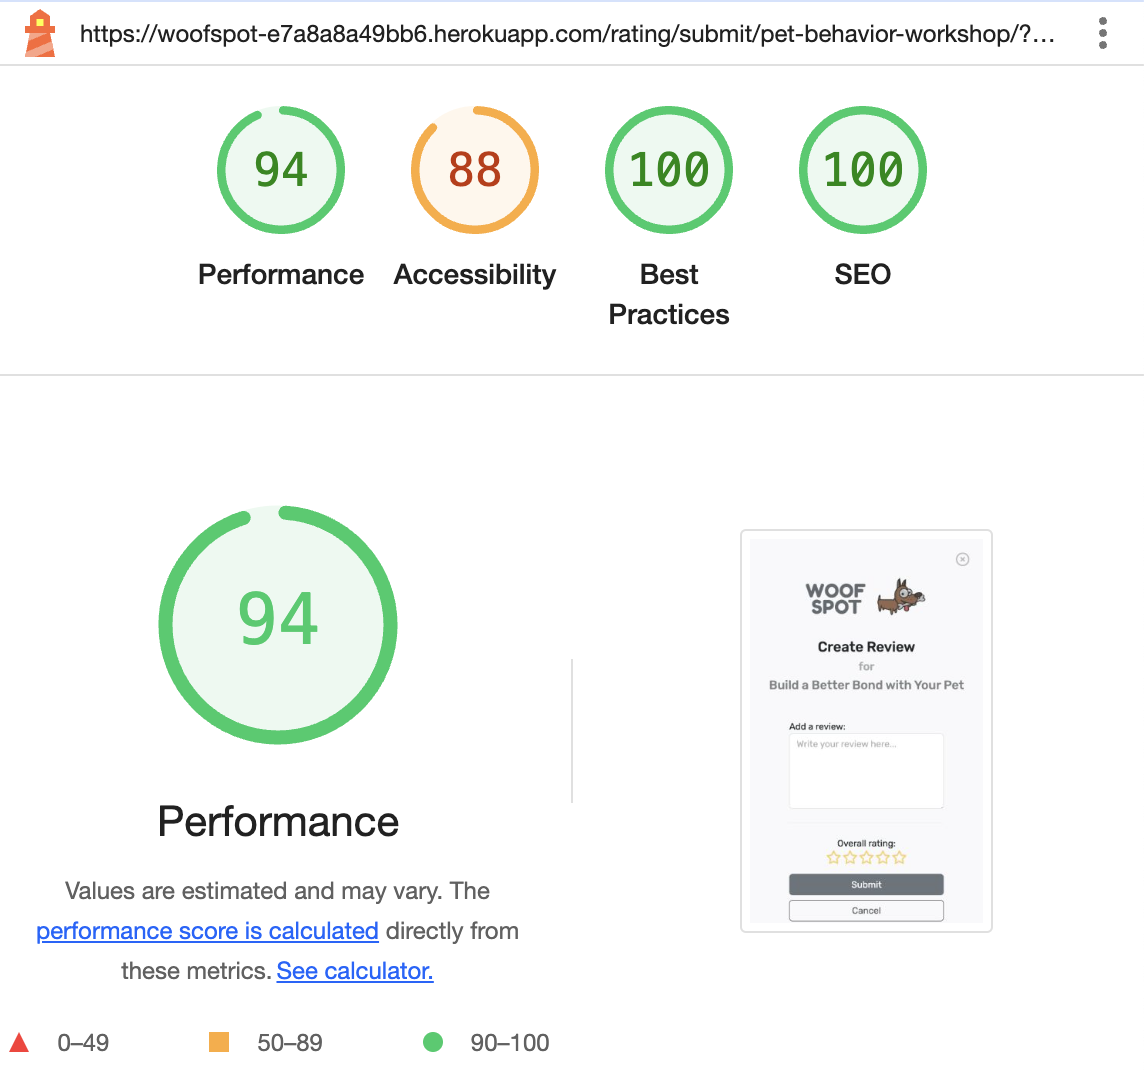 https://woofspot-e7a8a8a49bb6.herokuapp.com/rating/submit/pet-behavior-workshop/?…
94
88
100
100
Performance
Accessibility
Best
Practices
SEO
94
Performance
Values are estimated and may vary. The
performance score is calculated directly from
these metrics. See calculator.
0–49
50–89
90–100
WOOF
SPOT
Create Review
for
Build a Better Bond with Your Pet
Add a review:
Write your review here...
Overall rating:
Submit
Cancel